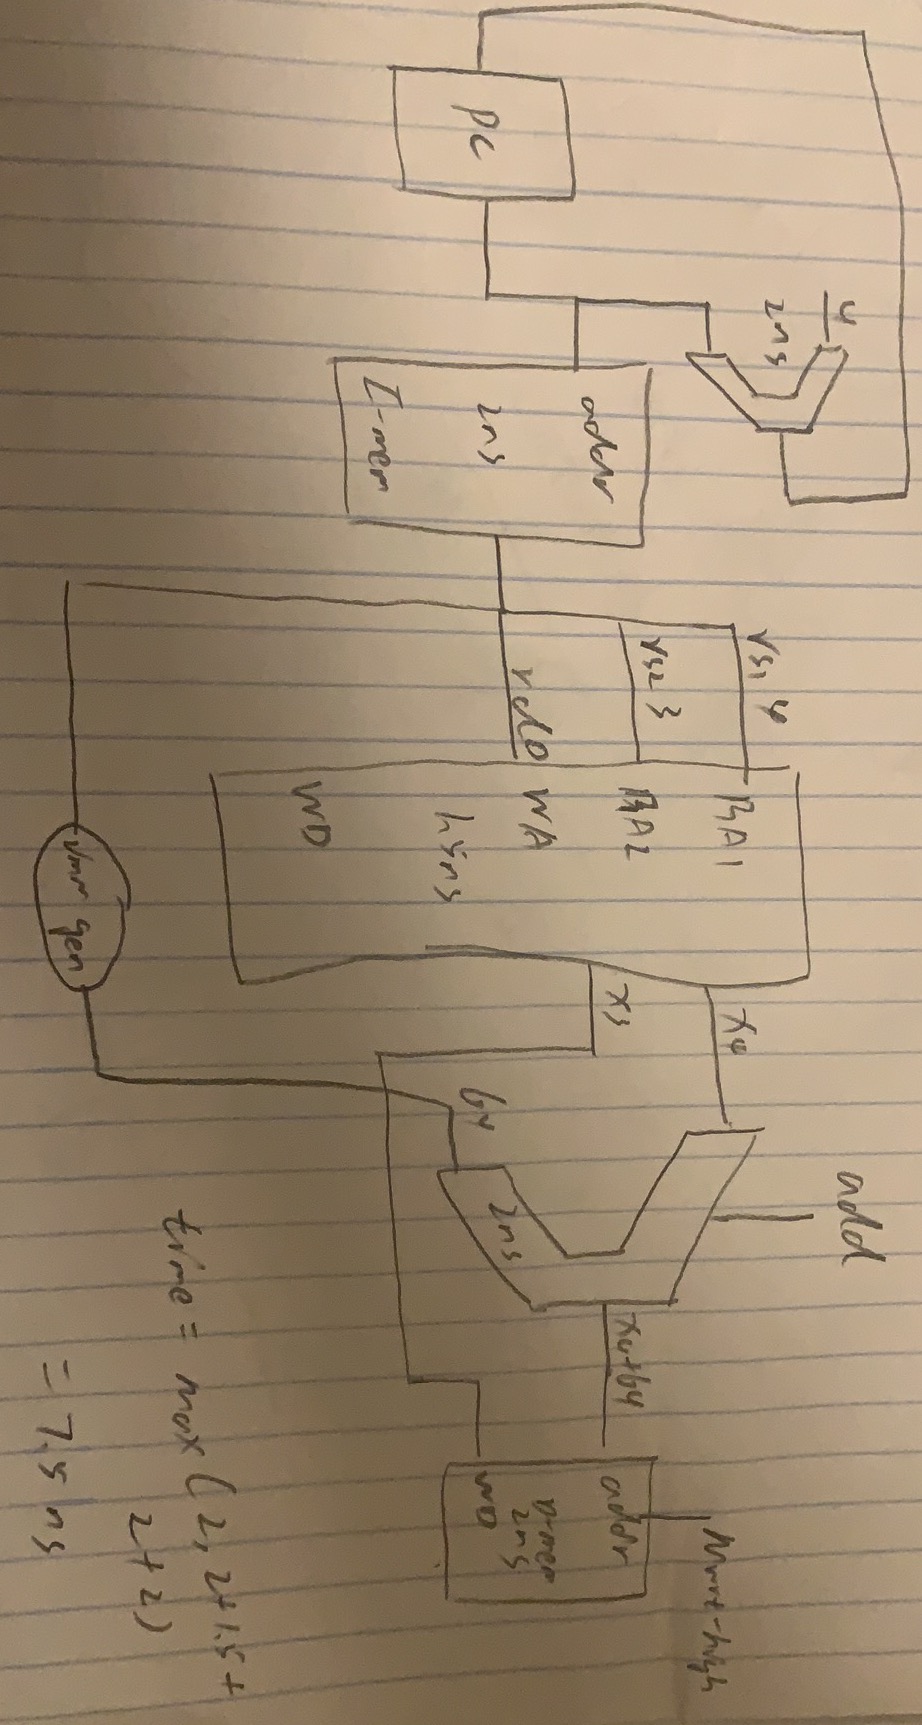 4
2ns
add
rs1 4
RA1
x4
Mwrt-high
rs2 3
RA2
x3
x4+64
addr
addr
rd0
WA
D-mem
2ns
PC
2ns
1.5ns
64
2ns
WD
I-mem
WD
time = max(2, 2+1.5+
2+2)
imm gen
= 7.5 ns